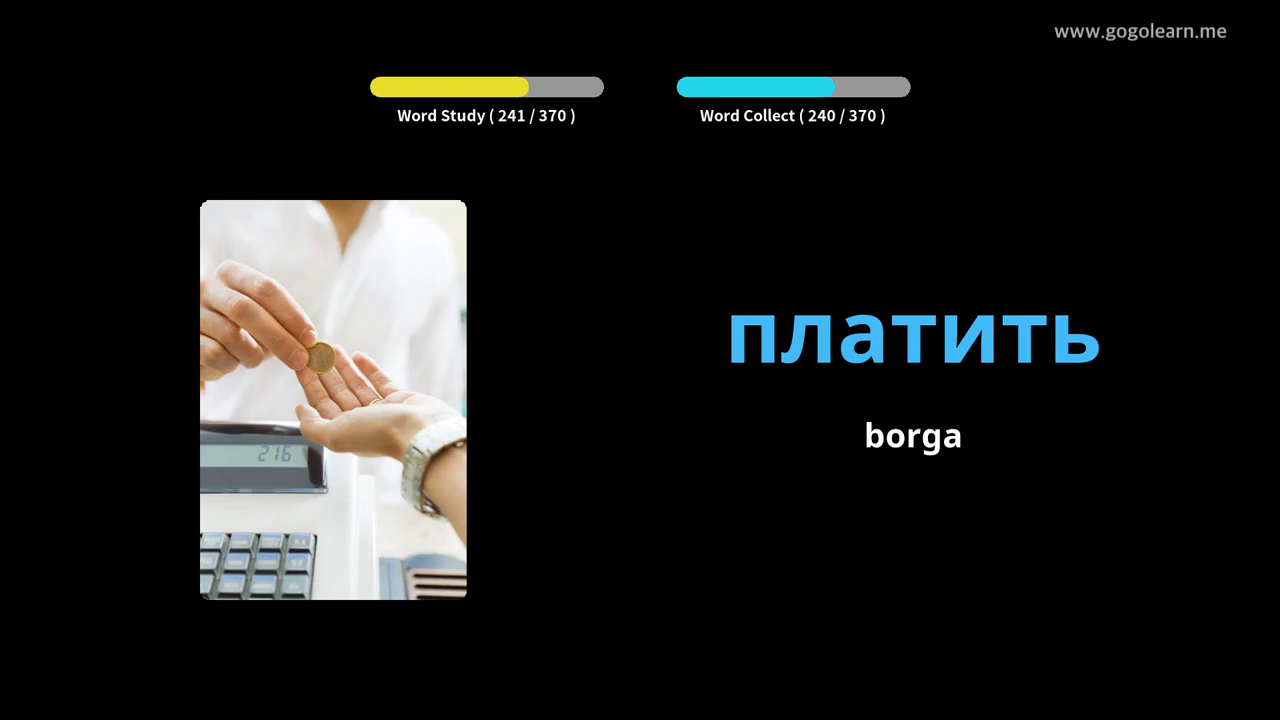 www.gogolearn.me
Word Study ( 241 / 370 )
Word Collect ( 240 / 370 )
платить
borga
216